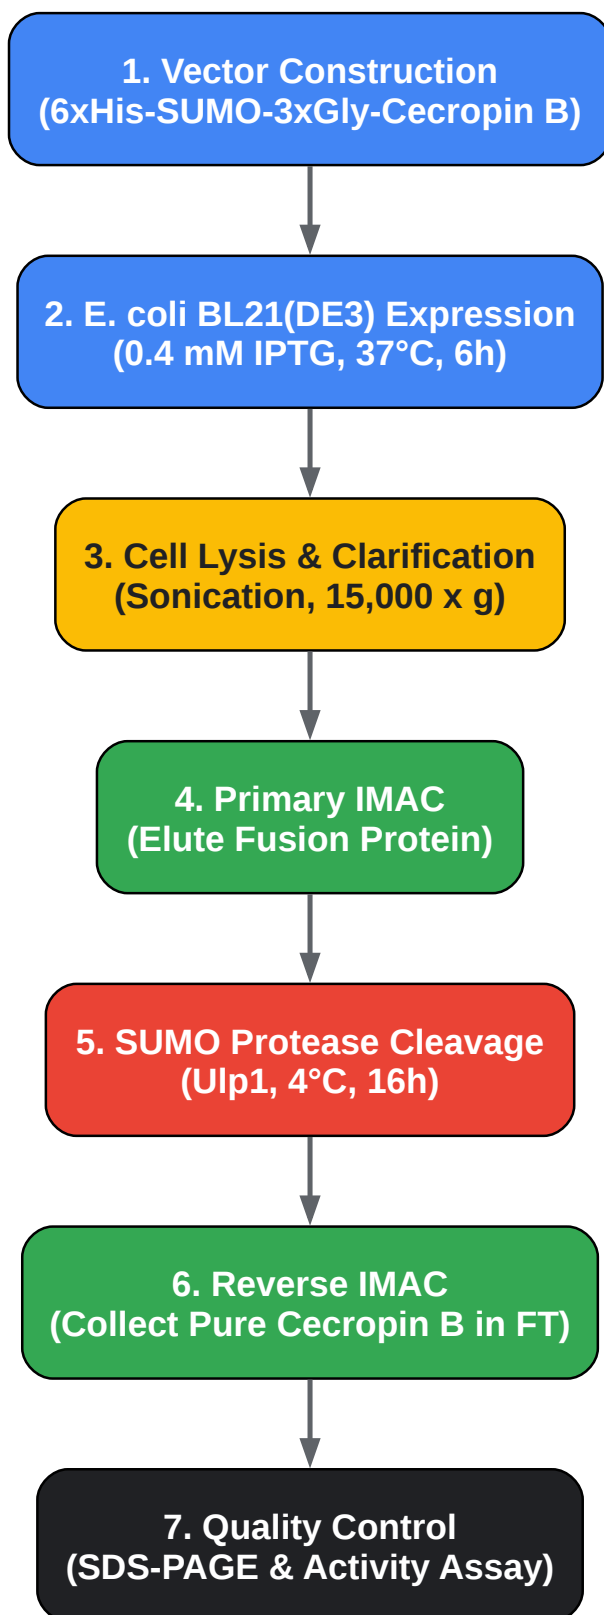 1. Vector Construction
(6xHis-SUMO-3xGly-Cecropin B)
2. E. coli BL21(DE3) Expression
(0.4 mM IPTG, 37°C, 6h)
3. Cell Lysis & Clarification
(Sonication, 15,000 x g)
4. Primary IMAC
(Elute Fusion Protein)
5. SUMO Protease Cleavage
(Ulp1, 4°C, 16h)
6. Reverse IMAC
(Collect Pure Cecropin B in FT)
7. Quality Control
(SDS-PAGE & Activity Assay)